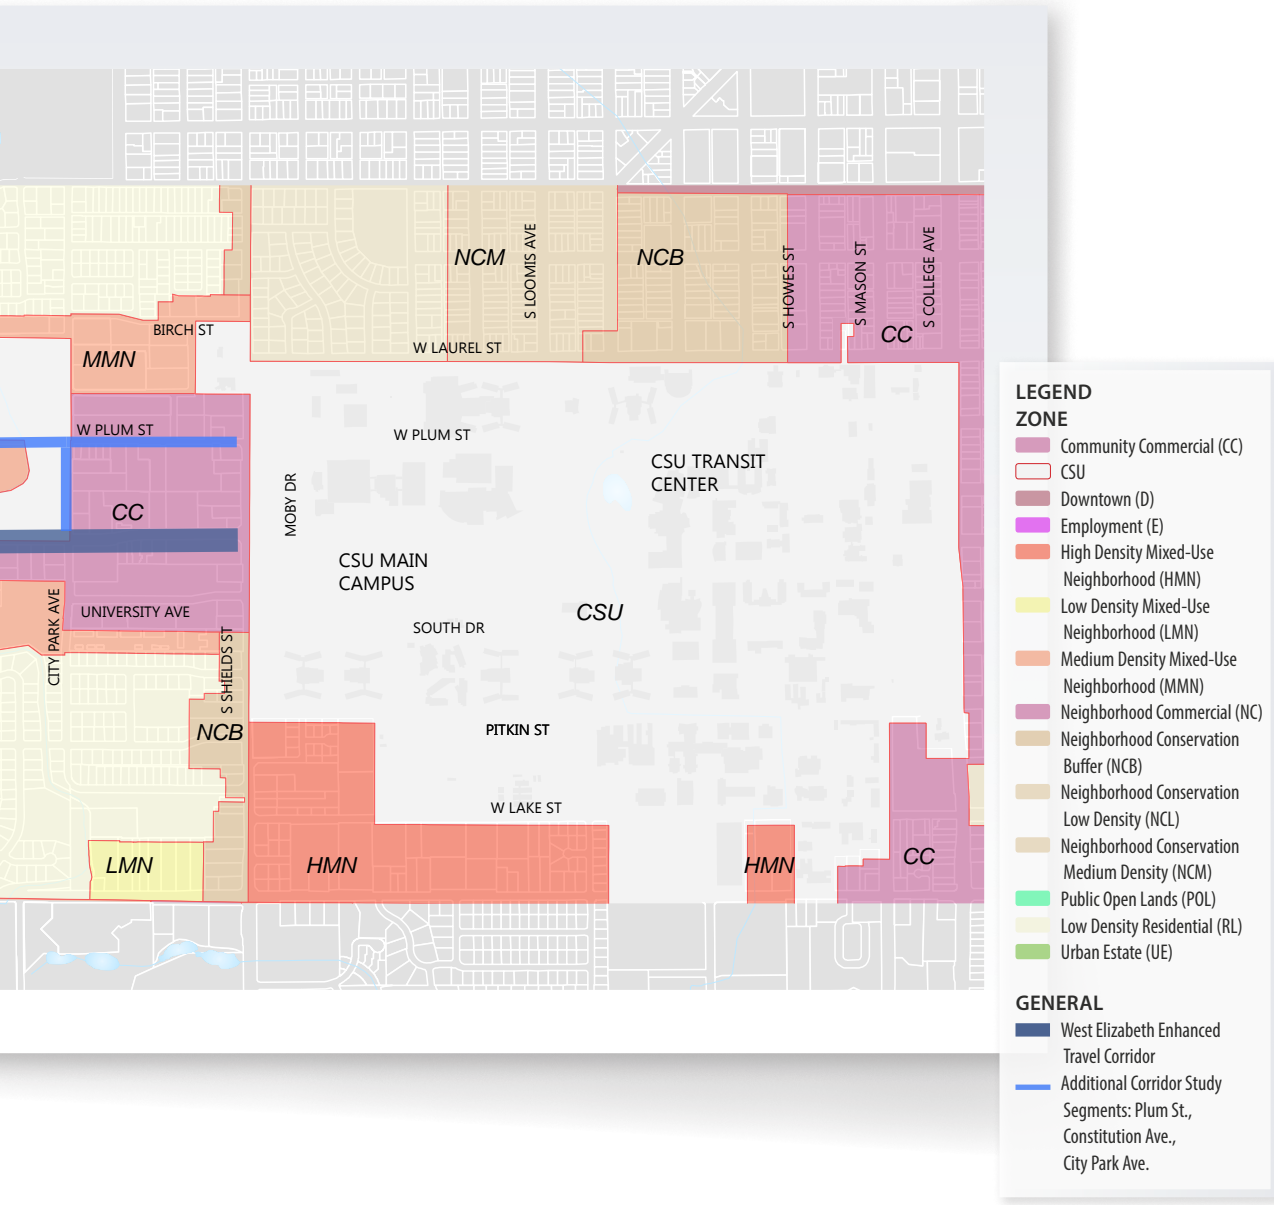 NCM
S LOOMIS AVE
NCB
S HOWES ST
S MASON ST
S COLLEGE AVE
CC
BIRCH ST
MMN
W LAUREL ST
W PLUM ST
W PLUM ST
CSU TRANSIT
CENTER
MOBY DR
CC
CSU MAIN
CAMPUS
CITY PARK AVE
UNIVERSITY AVE
SOUTH DR
CSU
S SHIELDS ST
NCB
PITKIN ST
W LAKE ST
LMN
HMN
HMN
CC
LEGEND
ZONE
Community Commercial (CC)
CSU
Downtown (D)
Employment (E)
High Density Mixed-Use
Neighborhood (HMN)
Low Density Mixed-Use
Neighborhood (LMN)
Medium Density Mixed-Use
Neighborhood (MMN)
Neighborhood Commercial (NC)
Neighborhood Conservation
Buffer (NCB)
Neighborhood Conservation
Low Density (NCL)
Neighborhood Conservation
Medium Density (NCM)
Public Open Lands (POL)
Low Density Residential (RL)
Urban Estate (UE)
GENERAL
West Elizabeth Enhanced
Travel Corridor
Additional Corridor Study
Segments: Plum St.,
Constitution Ave.,
City Park Ave.